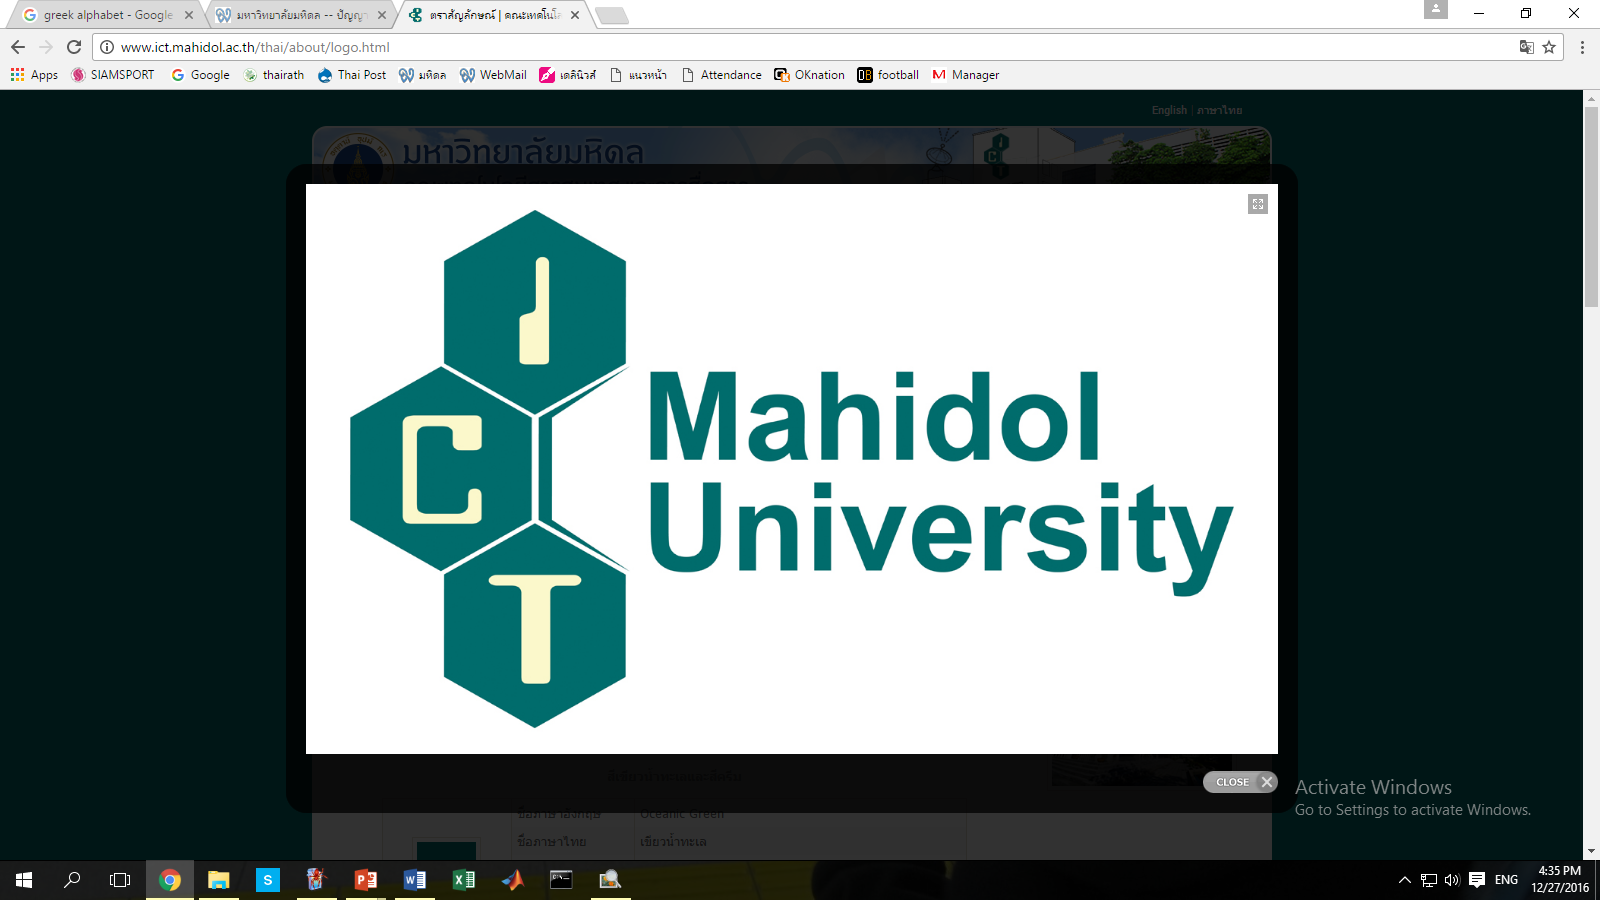 greek alphabet - Google
มหาวิทยาลัยมหิดล -- ปัญญา
ตราสัญลักษณ์ | คณะเทคโนโล
www.ict.mahidol.ac.th/thai/about/logo.html
Apps SIAMSPORT Google thairath Thai Post มหิดล WebMail เดลินิวส์ แนวหน้า Attendance OKnation football Manager
English | ภาษาไทย
มหาวิทยาลัยมหิดล
I
C
T
Mahidol
University
CLOSE
ชื่อภาษาอังกฤษ Oceanic Green
ชื่อภาษาไทย เขียวน้ำทะเล
Activate Windows
Go to Settings to activate Windows.
ENG
4:35 PM
12/27/2016